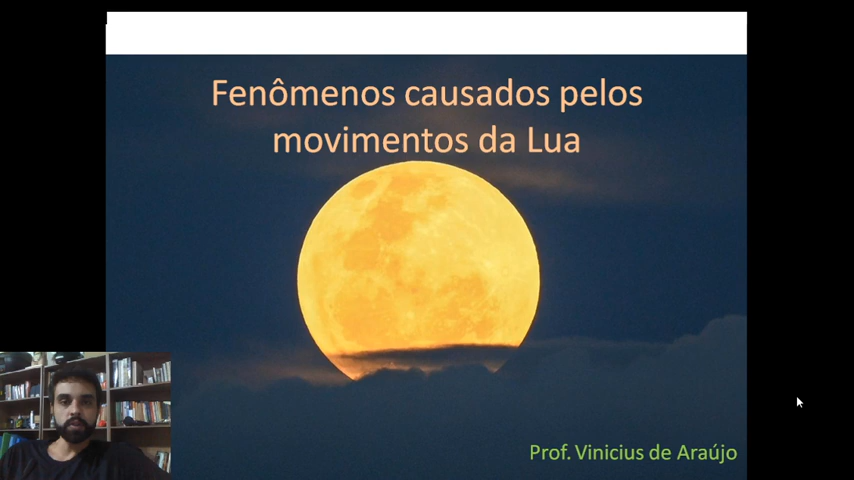 Fenômenos causados pelos
movimentos da Lua
Prof. Vinicius de Araújo